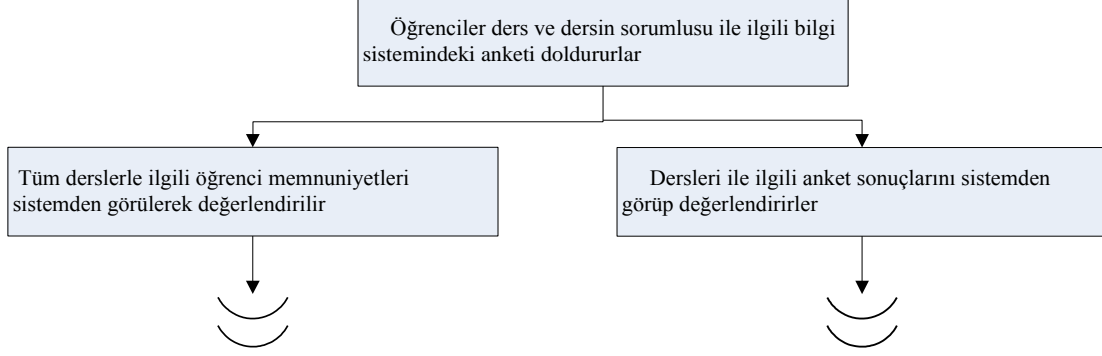 Öğrenciler ders ve dersin sorumlusu ile ilgili bilgi
sistemindeki anketi doldururlar
Tüm derslerle ilgili öğrenci memnuniyetleri
sistemden görülerek değerlendirilir
Dersleri ile ilgili anket sonuçlarını sistemden
görüp değerlendirirler